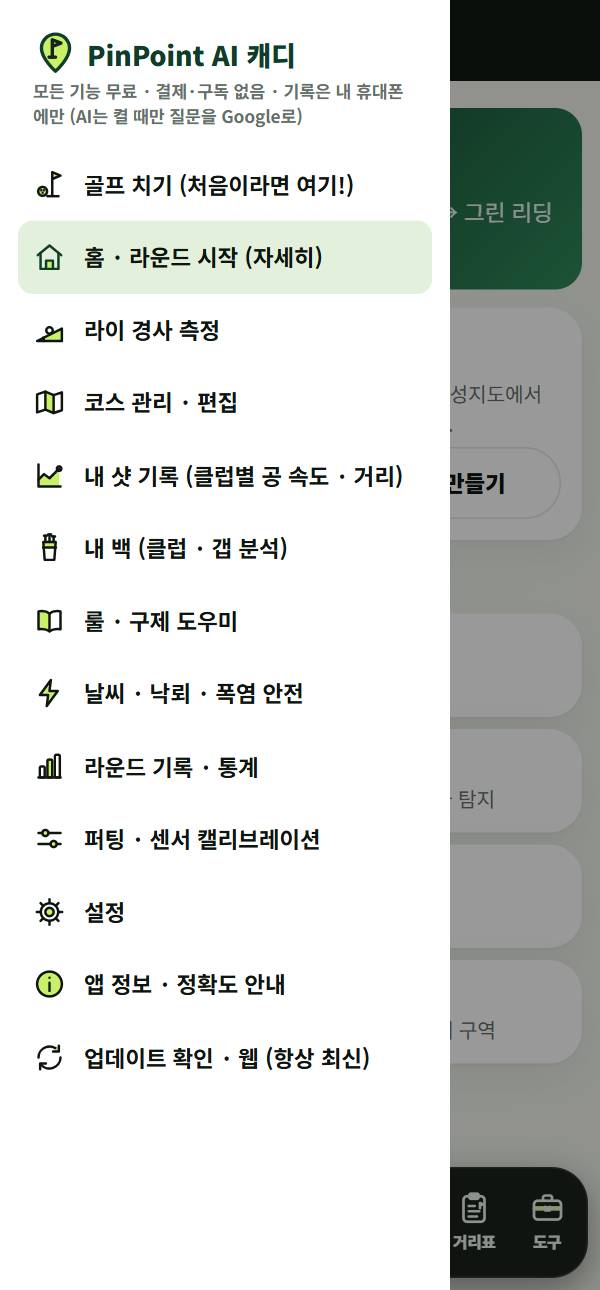 PinPoint AI 캐디
모든 기능 무료 · 결제·구독 없음 · 기록은 내 휴대폰
에만 (AI는 켤 때만 질문을 Google로)
골프 치기 (처음이라면 여기!)
홈 · 라운드 시작 (자세히)
라이 경사 측정
코스 관리 · 편집
내 샷 기록 (클럽별 공 속도 · 거리)
내 백 (클럽 · 갭 분석)
룰 · 구제 도우미
날씨 · 낙뢰 · 폭염 안전
라운드 기록 · 통계
퍼팅 · 센서 캘리브레이션
설정
앱 정보 · 정확도 안내
업데이트 확인 · 웹 (항상 최신)
→ 그린 리딩
성지도에서
.
만들기
· 탐지
구역
거리표
도구